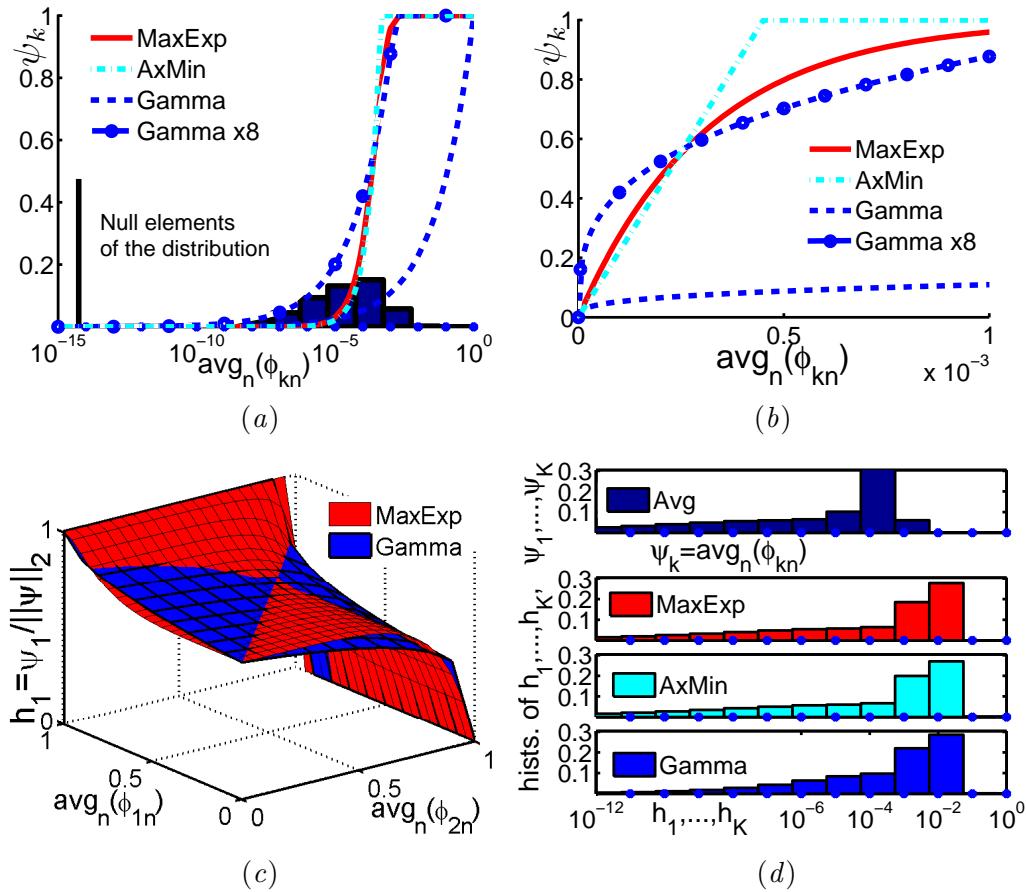 ψk
1
0.8
0.6
0.4
0.2
MaxExp
AxMin
Gamma
Gamma x8
Null elements
of the distribution
10^-15
10^-10
10^-5
10^0
avg_n(ϕ_kn)
(a)
ψk
1
0.8
0.6
0.4
0.2
0
MaxExp
AxMin
Gamma
Gamma x8
0
0.5
1
avg_n(ϕ_kn)
x 10^-3
(b)
h_1=ψ_1/||ψ||_2
1
0.5
0
MaxExp
Gamma
1
0.5
0
avg_n(ϕ_1n)
0
0.5
1
avg_n(ϕ_2n)
(c)
hists. of h_1,...,h_K, ψ_1,...,ψ_K
0.3
0.2
0.1
Avg
ψ_k=avg_n(ϕ_kn)
0.3
0.2
0.1
MaxExp
0.3
0.2
0.1
AxMin
0.3
0.2
0.1
Gamma
10^-12
h_1,...,h_K
10^-6
10^-4
10^-2
10^0
(d)